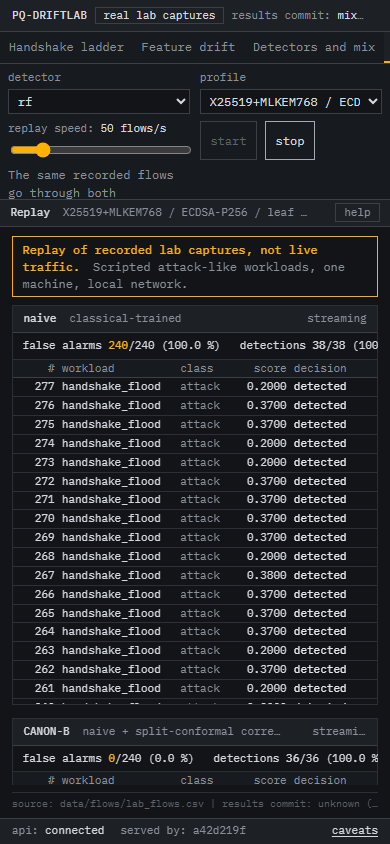 PQ-DRIFTLAB real lab captures results commit: mix…
Handshake ladder Feature drift Detectors and mix
detector profile
rf X25519+MLKEM768 / ECD
replay speed: 50 flows/s start stop
The same recorded flows
go through both
Replay X25519+MLKEM768 / ECDSA-P256 / leaf … help
Replay of recorded lab captures, not live
traffic. Scripted attack-like workloads, one
machine, local network.
naive classical-trained streaming
false alarms 240/240 (100.0 %) detections 38/38 (100
# workload class score decision
277 handshake_flood attack 0.2000 detected
276 handshake_flood attack 0.3700 detected
275 handshake_flood attack 0.3700 detected
274 handshake_flood attack 0.2000 detected
273 handshake_flood attack 0.2000 detected
272 handshake_flood attack 0.3700 detected
271 handshake_flood attack 0.3700 detected
270 handshake_flood attack 0.3700 detected
269 handshake_flood attack 0.3700 detected
268 handshake_flood attack 0.2000 detected
267 handshake_flood attack 0.3800 detected
266 handshake_flood attack 0.3700 detected
265 handshake_flood attack 0.3700 detected
264 handshake_flood attack 0.3700 detected
263 handshake_flood attack 0.2000 detected
262 handshake_flood attack 0.3700 detected
261 handshake_flood attack 0.2000 detected
CANON-B naive + split-conformal corre… streami…
false alarms 0/240 (0.0 %) detections 36/36 (100.0 %
# workload class score decision
source: data/flows/lab_flows.csv | results commit: unknown (…
api: connected served by: a42d219f caveats